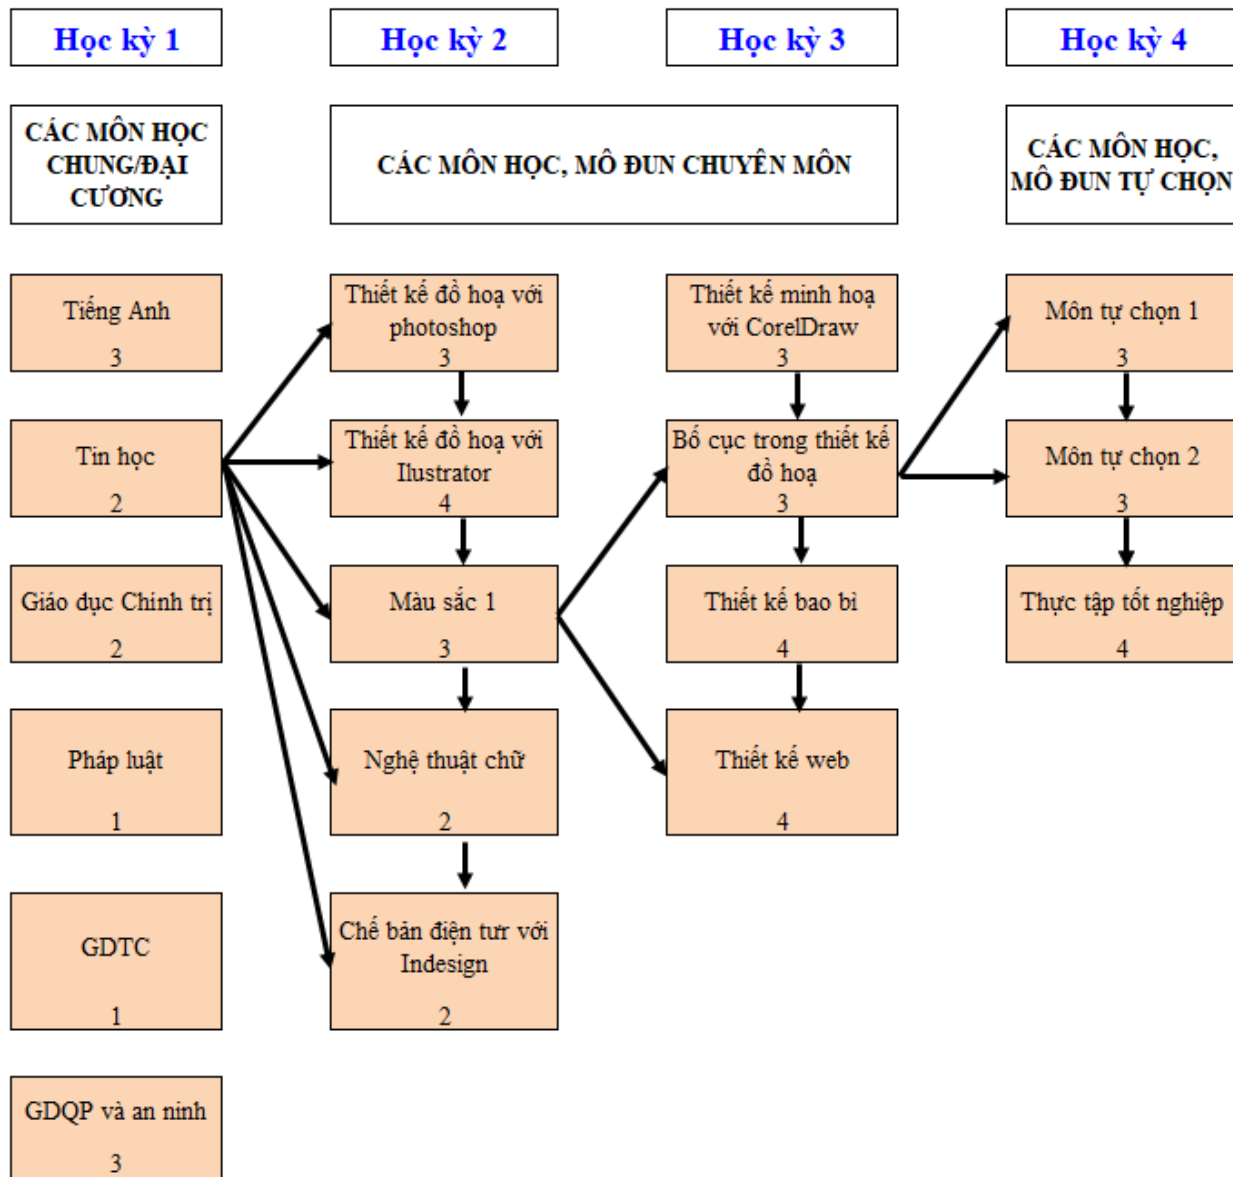 Học kỳ 1
Học kỳ 2
Học kỳ 3
Học kỳ 4
CÁC MÔN HỌC
CHUNG/ĐẠI
CƯƠNG
CÁC MÔN HỌC, MÔ ĐUN CHUYÊN MÔN
CÁC MÔN HỌC,
MÔ ĐUN TỰ CHỌN
Tiếng Anh
3
Tin học
2
Giáo dục Chính trị
2
Pháp luật
1
GDTC
1
GDQP và an ninh
3
Thiết kế đồ hoạ với
photoshop
3
Thiết kế đồ hoạ với
Ilustrator
4
Màu sắc 1
3
Nghệ thuật chữ
2
Chế bản điện tưr với
Indesign
2
Thiết kế minh hoạ
với CorelDraw
3
Bố cục trong thiết kế
đồ hoạ
3
Thiết kế bao bì
4
Thiết kế web
4
Môn tự chọn 1
3
Môn tự chọn 2
3
Thực tập tốt nghiệp
4